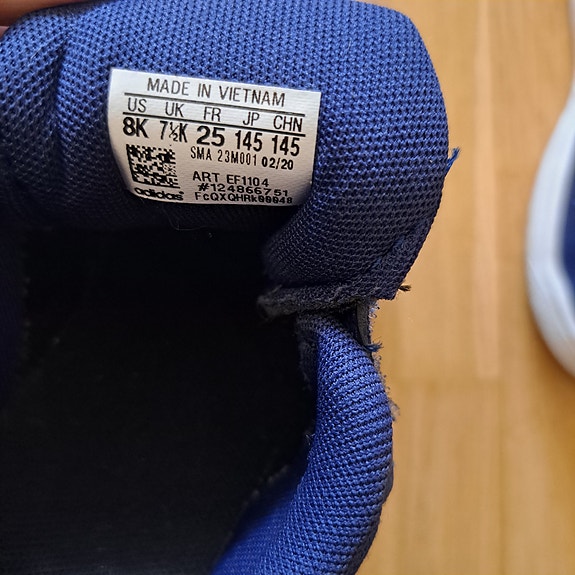 MADE IN VIETNAM
US UK FR JP CHN
8K 7½K 25 145 145
SMA 23M001 02/20
ART EF1104
#124866751
adidas FcQXQHRk00048